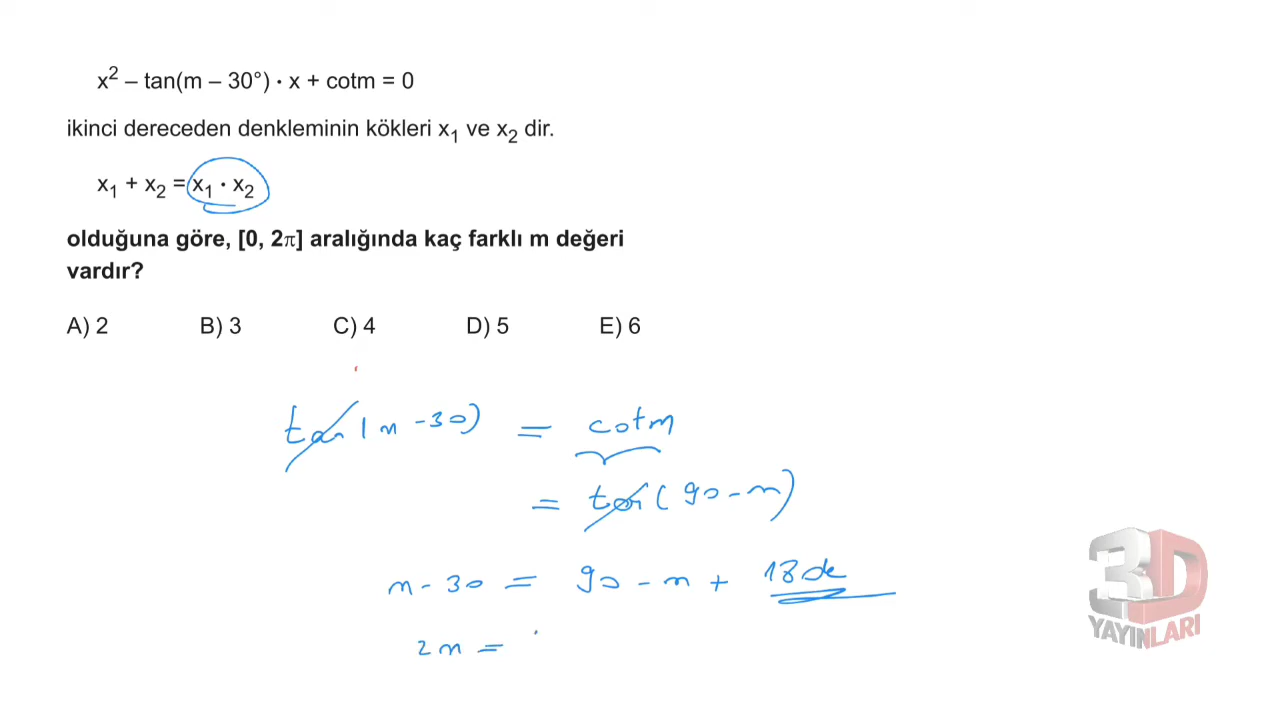 x² – tan(m – 30°) · x + cotm = 0
ikinci dereceden denkleminin kökleri x₁ ve x₂ dir.
x₁ + x₂ = x₁ · x₂
olduğuna göre, [0, 2π] aralığında kaç farklı m değeri
vardır?
A) 2 B) 3 C) 4 D) 5 E) 6
tan(m - 30) = cotm
= tan(90 - m)
m - 30 = 90 - m + 180k
2m =
3D
YAYINLARI